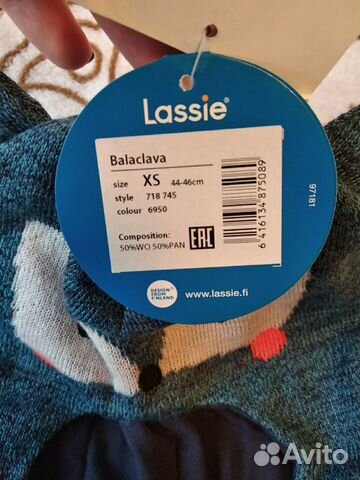 Lassie®
Balaclava
size XS 44-46cm
style 718 745
colour 6950
Composition:
50%WO 50%PAN
EAC
6 416134 875089
97181
DESIGN FROM FINLAND
www.lassie.fi
Avito